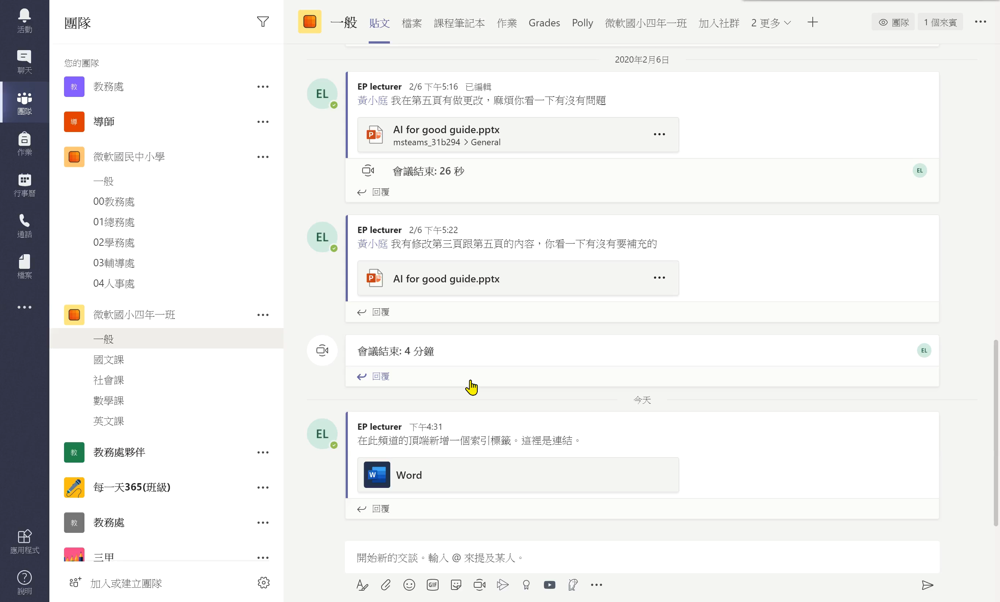 活動
聊天
團隊
作業
行事曆
通話
檔案
應用程式
說明
團隊
您的團隊
教 教務處
導 導師
微軟國民中小學
一般
00教務處
01總務處
02學務處
03輔導處
04人事處
微軟國小四年一班
一般
國文課
社會課
數學課
英文課
教 教務處夥伴
每一天365(班級)
教 教務處
三甲
加入或建立團隊
一般 貼文 檔案 課程筆記本 作業 Grades Polly 微軟國小四年一班 加入社群 2 更多 團隊 1 個來賓
2020年2月6日
EL
EP lecturer 2/6 下午5:16 已編輯
黃小庭 我在第五頁有做更改，麻煩你看一下有沒有問題
AI for good guide.pptx
msteams_31b294 > General
會議結束: 26 秒 EL
回覆
EL
EP lecturer 2/6 下午5:22
黃小庭 我有修改第三頁跟第五頁的內容，你看一下有沒有要補充的
AI for good guide.pptx
回覆
會議結束: 4 分鐘 EL
回覆
今天
EL
EP lecturer 下午4:31
在此頻道的頂端新增一個索引標籤。這裡是連結。
W Word
回覆
開始新的交談。輸入 @ 來提及某人。
GIF